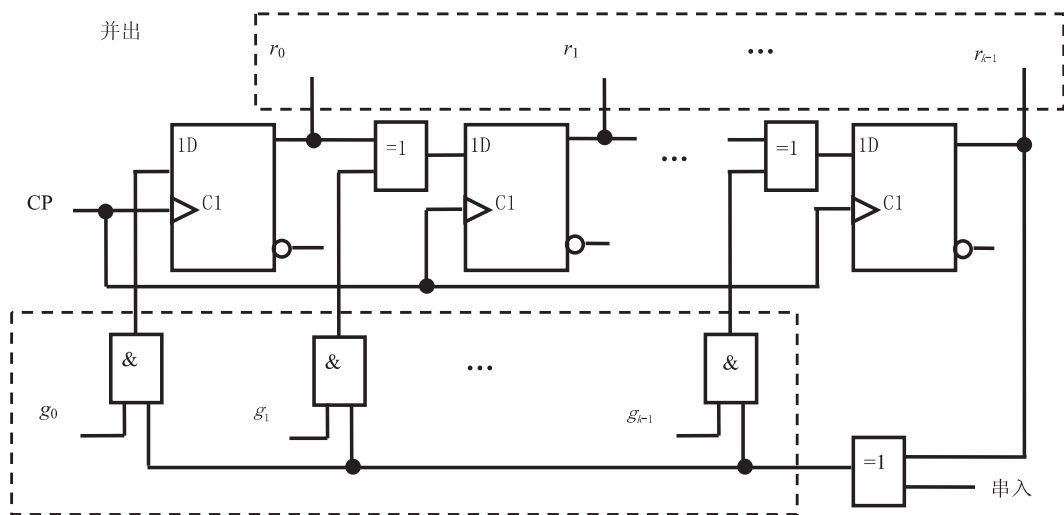 并出
r₀ r₁ ••• rₖ₋₁
1D =1 1D ••• =1 1D
CP C1 C1 C1
& & ••• &
g₀ g₁ gₖ₋₁
=1
串入